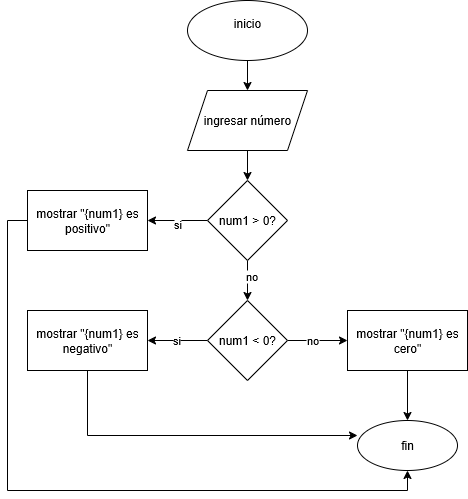 inicio
ingresar número
num1 > 0?
si
mostrar "{num1} es
positivo"
no
num1 < 0?
si
mostrar "{num1} es
negativo"
no
mostrar "{num1} es
cero"
fin